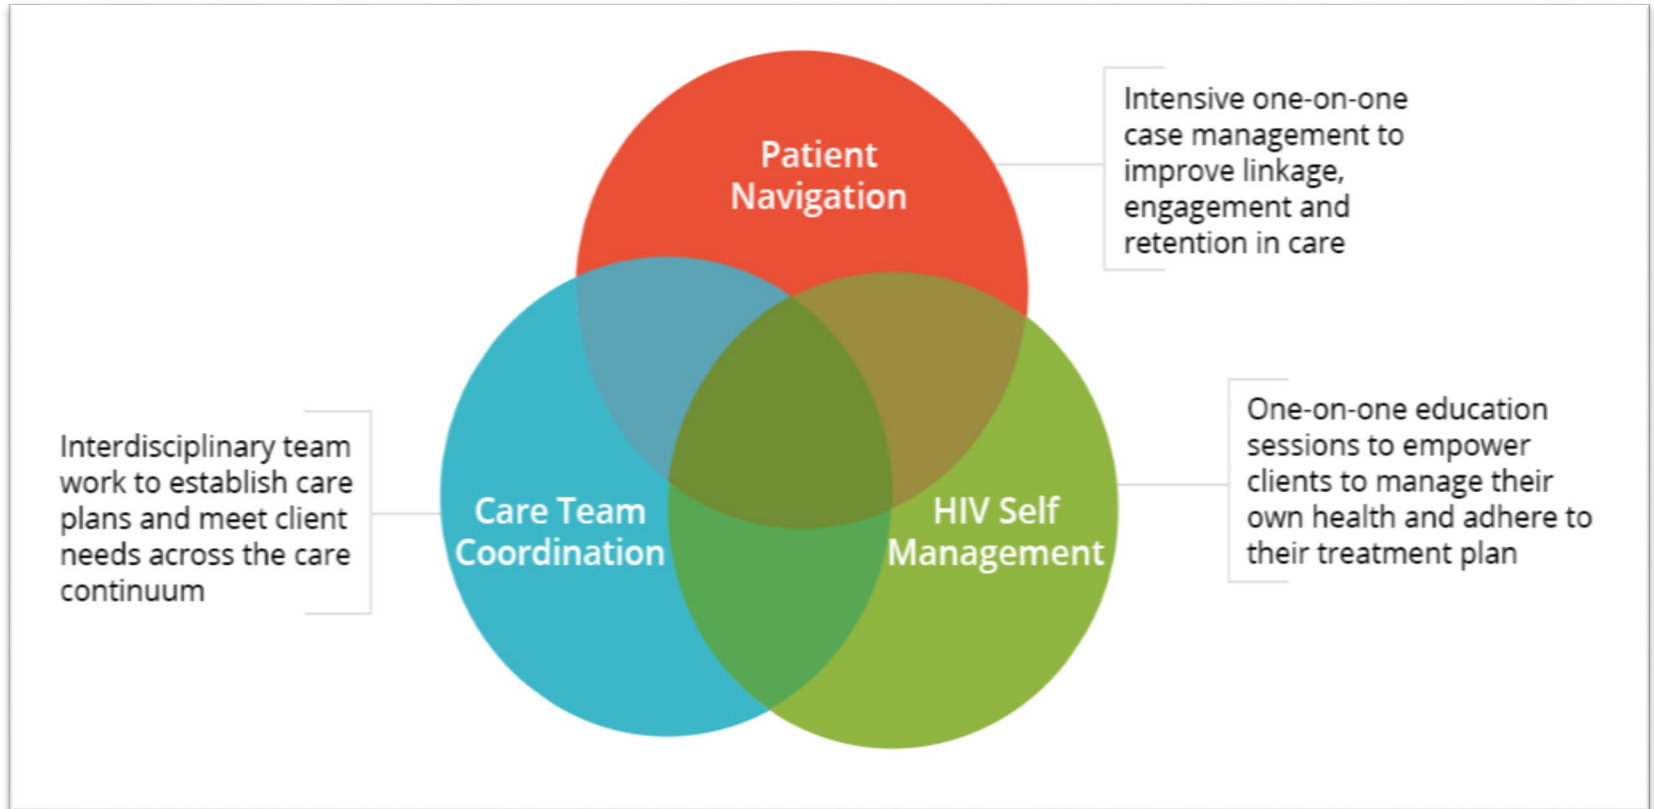 Patient
Navigation
Intensive one-on-one
case management to
improve linkage,
engagement and
retention in care
Interdisciplinary team
work to establish care
plans and meet client
needs across the care
continuum
Care Team
Coordination
HIV Self
Management
One-on-one education
sessions to empower
clients to manage their
own health and adhere to
their treatment plan